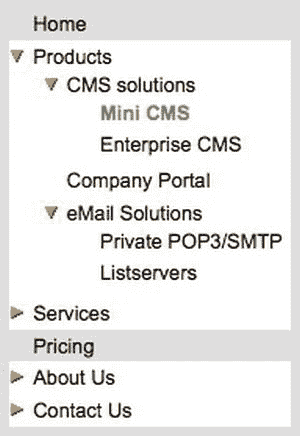 Home
Products
CMS solutions
Mini CMS
Enterprise CMS
Company Portal
eMail Solutions
Private POP3/SMTP
Listservers
Services
Pricing
About Us
Contact Us